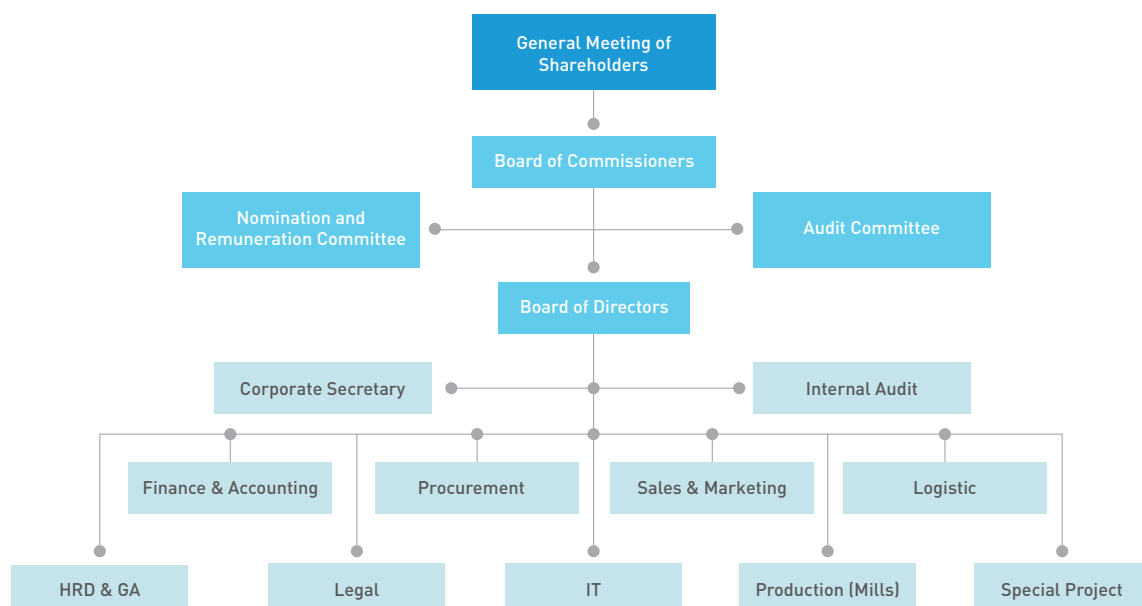 General Meeting of
Shareholders
Board of Commissioners
Nomination and
Remuneration Committee
Audit Committee
Board of Directors
Corporate Secretary
Internal Audit
Finance & Accounting
Procurement
Sales & Marketing
Logistic
HRD & GA
Legal
IT
Production (Mills)
Special Project